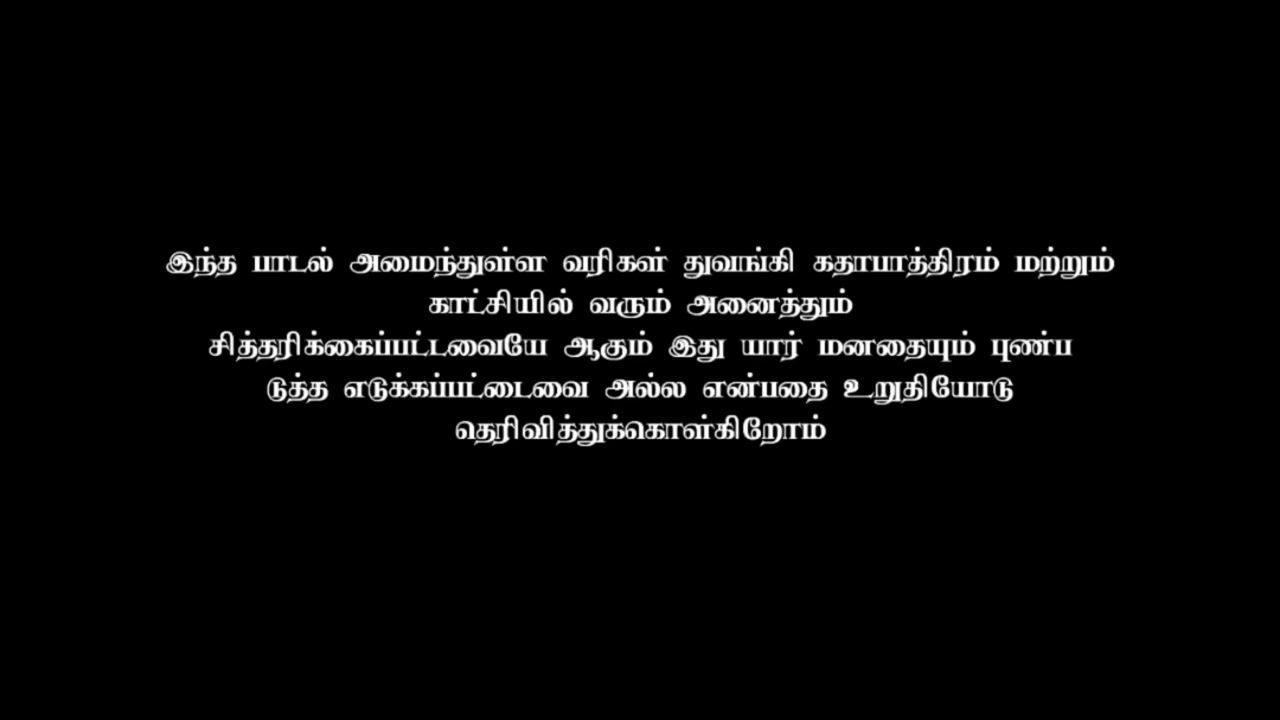 இந்த பாடல் அமைந்துள்ள வரிகள் துவங்கி கதாபாத்திரம் மற்றும்
காட்சியில் வரும் அனைத்தும்
சித்தரிக்கைப்பட்டவையே ஆகும் இது யார் மனதையும் புண்ப
டுத்த எடுக்கப்பட்டைவை அல்ல என்பதை உறுதியோடு
தெரிவித்துக்கொள்கிறோம்